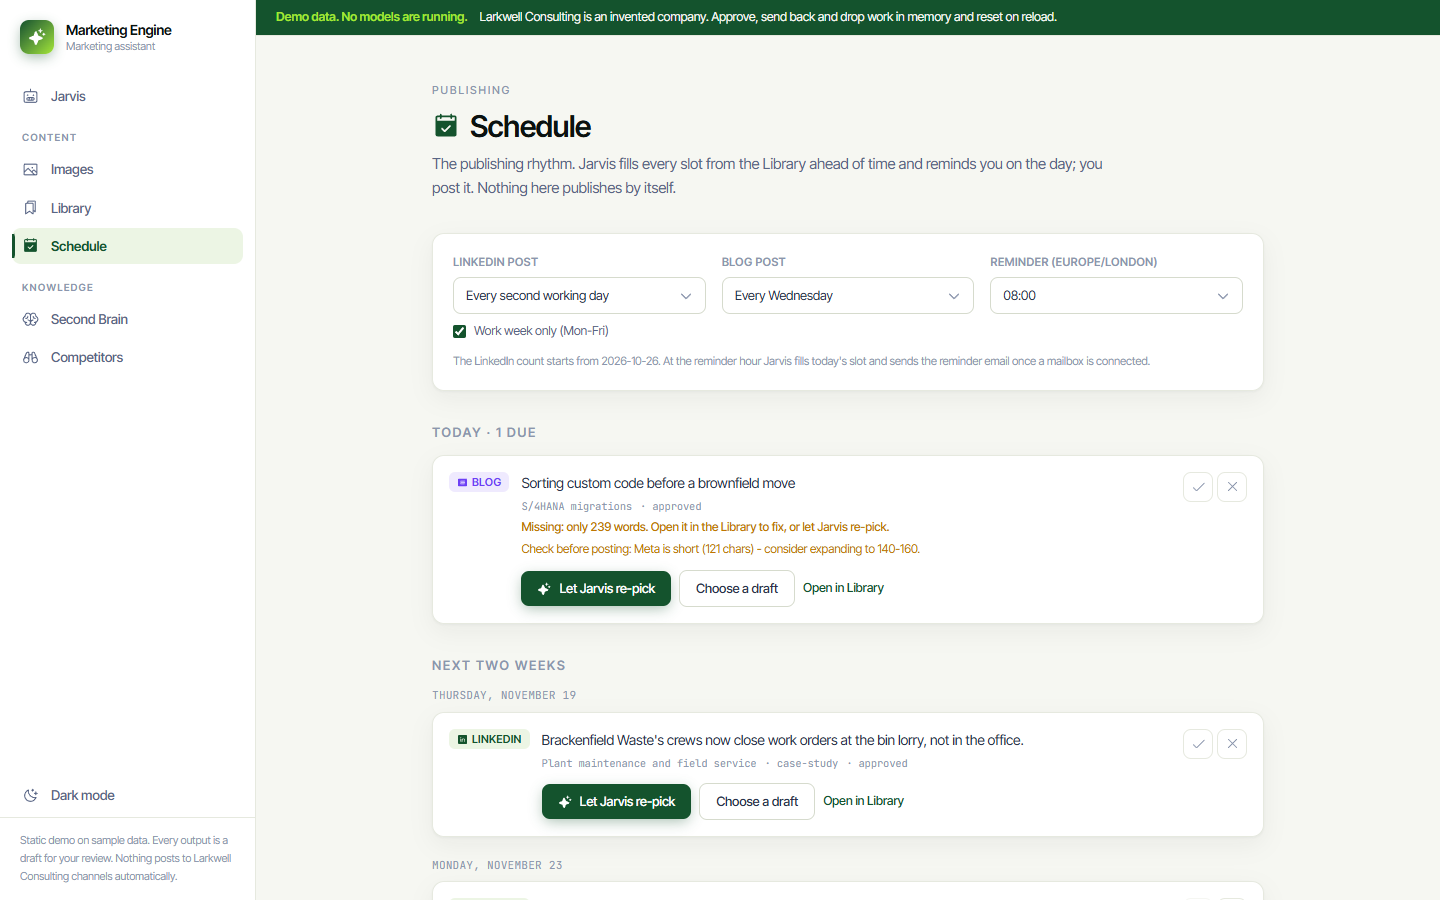 Demo data. No models are running. Larkwell Consulting is an invented company. Approve, send back and drop work in memory and reset on reload.
Marketing Engine
Marketing assistant
Jarvis
CONTENT
Images
Library
Schedule
KNOWLEDGE
Second Brain
Competitors
Dark mode
Static demo on sample data. Every output is a
draft for your review. Nothing posts to Larkwell
Consulting channels automatically.
PUBLISHING
Schedule
The publishing rhythm. Jarvis fills every slot from the Library ahead of time and reminds you on the day; you
post it. Nothing here publishes by itself.
LINKEDIN POST
BLOG POST
REMINDER (EUROPE/LONDON)
Every second working day
Every Wednesday
08:00
Work week only (Mon-Fri)
The LinkedIn count starts from 2026-10-26. At the reminder hour Jarvis fills today's slot and sends the reminder email once a mailbox is connected.
TODAY · 1 DUE
BLOG
Sorting custom code before a brownfield move
S/4HANA migrations · approved
Missing: only 239 words. Open it in the Library to fix, or let Jarvis re-pick.
Check before posting: Meta is short (121 chars) - consider expanding to 140-160.
Let Jarvis re-pick
Choose a draft
Open in Library
NEXT TWO WEEKS
THURSDAY, NOVEMBER 19
LINKEDIN
Brackenfield Waste's crews now close work orders at the bin lorry, not in the office.
Plant maintenance and field service · case-study · approved
Let Jarvis re-pick
Choose a draft
Open in Library
MONDAY, NOVEMBER 23